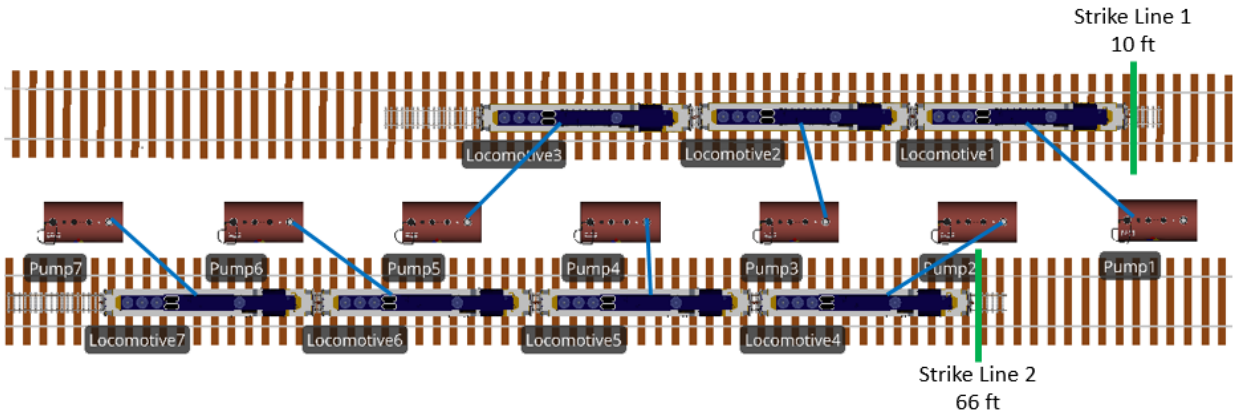 Strike Line 1
10 ft
Locomotive3
Locomotive2
Locomotive1
Pump7
Pump6
Pump5
Pump4
Pump3
Pump2
Pump1
Locomotive7
Locomotive6
Locomotive5
Locomotive4
Strike Line 2
66 ft